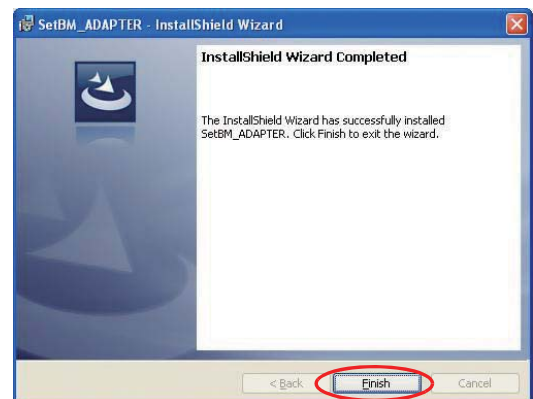 SetBM_ADAPTER - InstallShield Wizard
InstallShield Wizard Completed
The InstallShield Wizard has successfully installed
SetBM_ADAPTER. Click Finish to exit the wizard.
< Back
Finish
Cancel